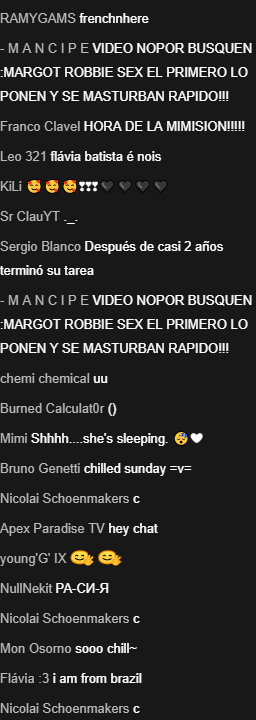 RAMYGAMS frenchnhere
- M A N C I P E VIDEO NOPOR BUSQUEN
:MARGOT ROBBIE SEX EL PRIMERO LO
PONEN Y SE MASTURBAN RAPIDO!!!
Franco Clavel HORA DE LA MIMISION!!!!!
Leo 321 flávia batista é nois
KiLi 🥰 🥰 🥰❣❣❣🖤 🖤 🖤 🖤
Sr ClauYT ._.
Sergio Blanco Después de casi 2 años
terminó su tarea
- M A N C I P E VIDEO NOPOR BUSQUEN
:MARGOT ROBBIE SEX EL PRIMERO LO
PONEN Y SE MASTURBAN RAPIDO!!!
chemi chemical uu
Burned Calculat0r ()
Mimi Shhhh....she's sleeping. 😴🤍
Bruno Genetti chilled sunday =v=
Nicolai Schoenmakers c
Apex Paradise TV hey chat
young'G' IX
NullNekit РА-СИ-Я
Nicolai Schoenmakers c
Mon Osorno sooo chill~
Flávia :3 i am from brazil
Nicolai Schoenmakers c